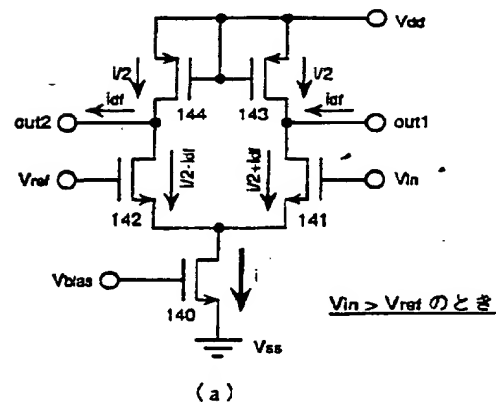 Vdd
i/2
i/2
idf
idf
out2
144
143
out1
Vref
i/2-idf
i/2+idf
Vin
142
141
Vbias
i
140
Vin > Vref のとき
Vss
(a)